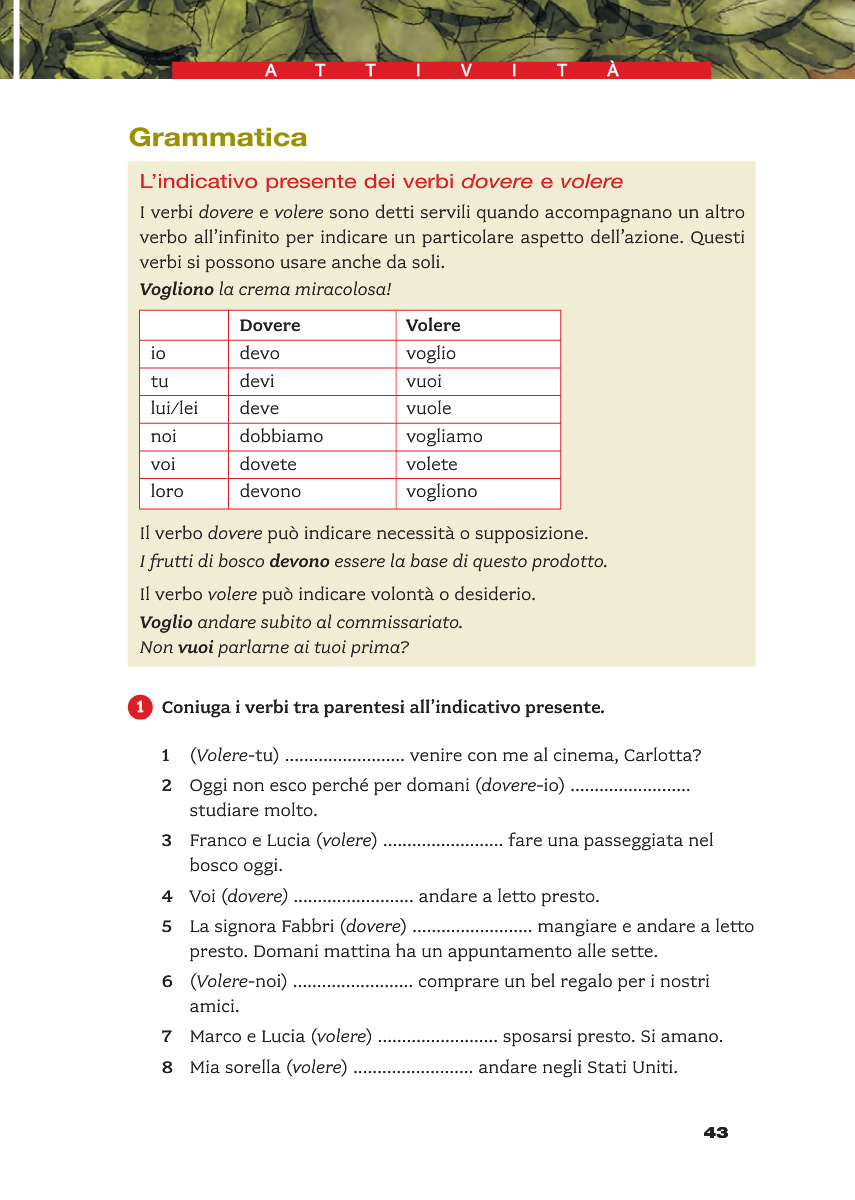 ATTIVITÀ
Grammatica
L’indicativo presente dei verbi dovere e volere
I verbi dovere e volere sono detti servili quando accompagnano un altro
verbo all’infinito per indicare un particolare aspetto dell’azione. Questi
verbi si possono usare anche da soli.
Vogliono la crema miracolosa!
Dovere Volere
io devo voglio
tu devi vuoi
lui/lei deve vuole
noi dobbiamo vogliamo
voi dovete volete
loro devono vogliono
Il verbo dovere può indicare necessità o supposizione.
I frutti di bosco devono essere la base di questo prodotto.
Il verbo volere può indicare volontà o desiderio.
Voglio andare subito al commissariato.
Non vuoi parlarne ai tuoi prima?
1 Coniuga i verbi tra parentesi all’indicativo presente.
1 (Volere-tu) ......................... venire con me al cinema, Carlotta?
2 Oggi non esco perché per domani (dovere-io) .........................
studiare molto.
3 Franco e Lucia (volere) ......................... fare una passeggiata nel
bosco oggi.
4 Voi (dovere) ......................... andare a letto presto.
5 La signora Fabbri (dovere) ......................... mangiare e andare a letto
presto. Domani mattina ha un appuntamento alle sette.
6 (Volere-noi) ......................... comprare un bel regalo per i nostri
amici.
7 Marco e Lucia (volere) ......................... sposarsi presto. Si amano.
8 Mia sorella (volere) ......................... andare negli Stati Uniti.
43